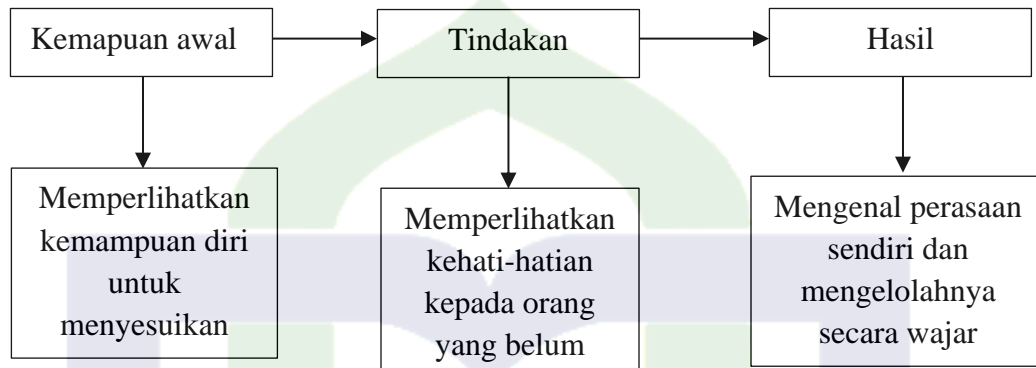 Kemapuan awal
Tindakan
Hasil
Memperlihatkan
kemampuan diri
untuk
menyesuikan
Memperlihatkan
kehati-hatian
kepada orang
yang belum
Mengenal perasaan
sendiri dan
mengelolahnya
secara wajar